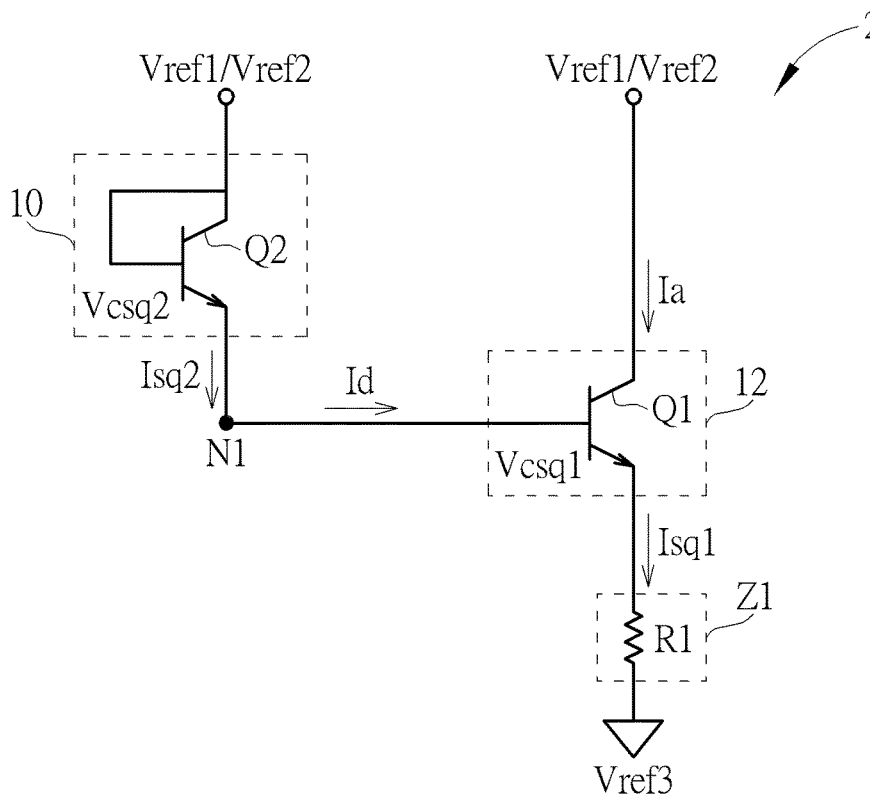 2
Vref1/Vref2
Vref1/Vref2
10
Q2
Vcsq2
Ia
Isq2
Id
12
Q1
N1
Vcsq1
Isq1
Z1
R1
Vref3